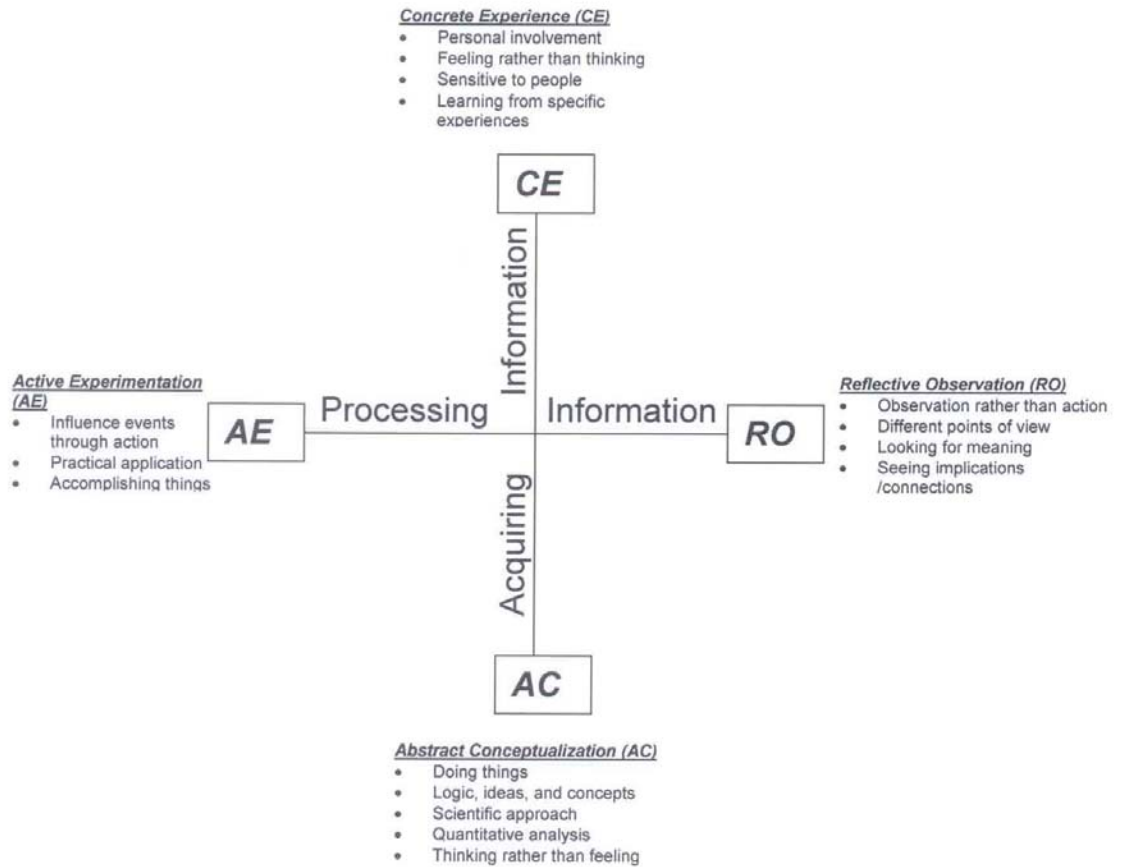 Concrete Experience (CE)
• Personal involvement
• Feeling rather than thinking
• Sensitive to people
• Learning from specific
experiences
CE
Information
Active Experimentation
(AE)
• Influence events
through action
• Practical application
• Accomplishing things
AE
Processing Information
RO
Reflective Observation (RO)
• Observation rather than action
• Different points of view
• Looking for meaning
• Seeing implications
/connections
Acquiring
AC
Abstract Conceptualization (AC)
• Doing things
• Logic, ideas, and concepts
• Scientific approach
• Quantitative analysis
• Thinking rather than feeling